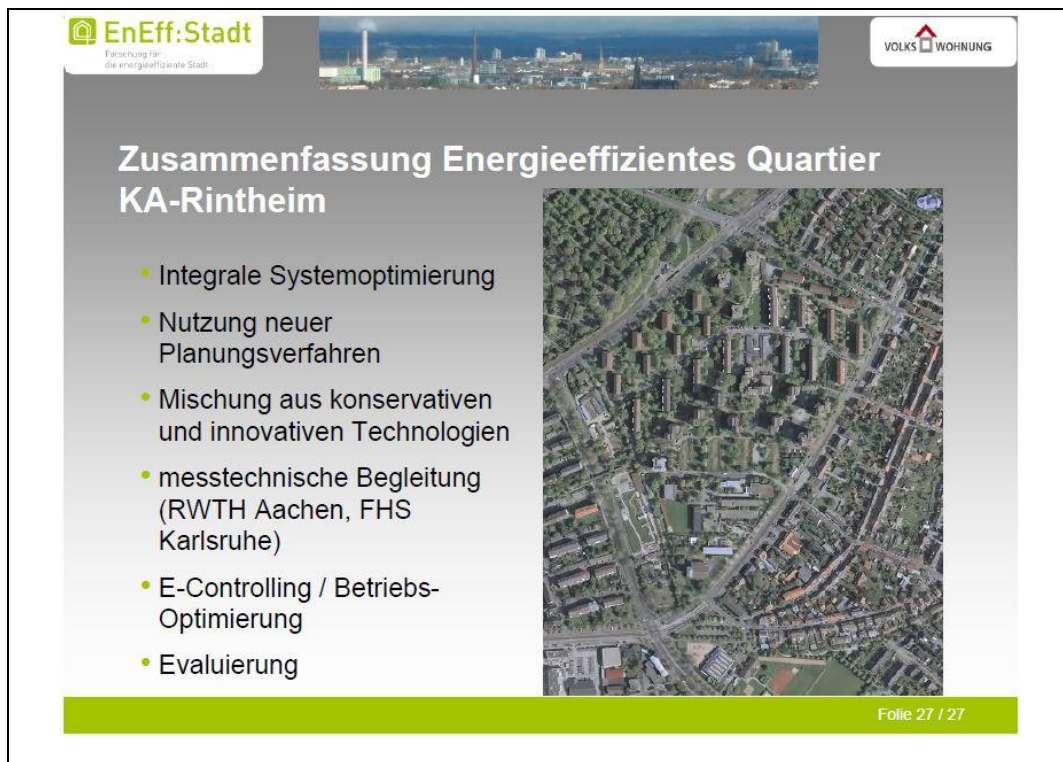 EnEff:Stadt
Forschung für
die energieeffiziente Stadt
VOLKS WOHNUNG
Zusammenfassung Energieeffizientes Quartier
KA-Rintheim
• Integrale Systemoptimierung
• Nutzung neuer
Planungsverfahren
• Mischung aus konservativen
und innovativen Technologien
• messtechnische Begleitung
(RWTH Aachen, FHS
Karlsruhe)
• E-Controlling / Betriebs-
Optimierung
• Evaluierung
Folie 27 / 27